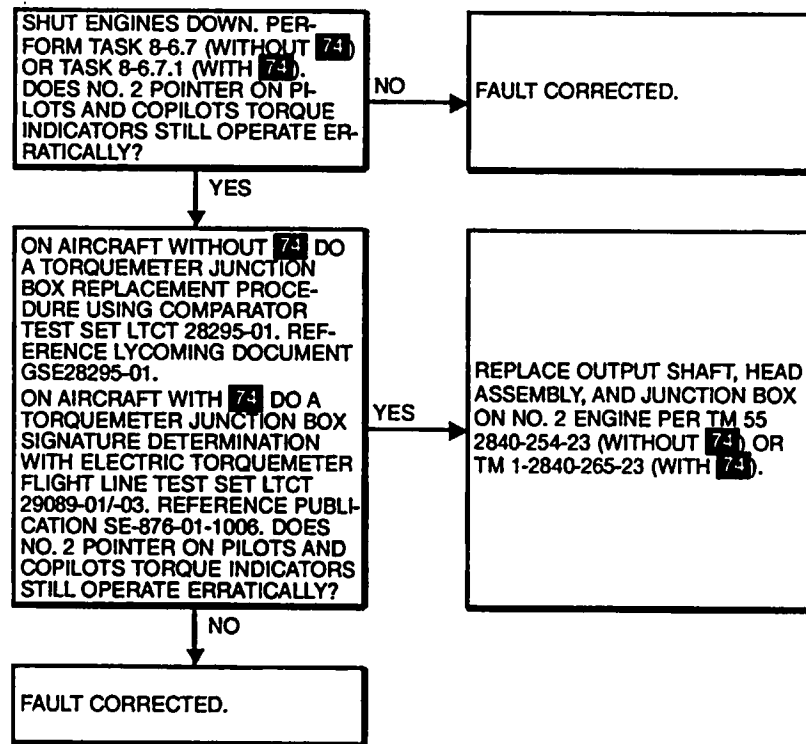 SHUT ENGINES DOWN. PER-
FORM TASK 8-6.7 (WITHOUT 74)
OR TASK 8-6.7.1 (WITH 74).
DOES NO. 2 POINTER ON PI-
LOTS AND COPILOTS TORQUE
INDICATORS STILL OPERATE ER-
RATICALLY?
NO
FAULT CORRECTED.
YES
ON AIRCRAFT WITHOUT 74 DO
A TORQUEMETER JUNCTION
BOX REPLACEMENT PROCE-
DURE USING COMPARATOR
TEST SET LTCT 28295-01. REF-
ERENCE LYCOMING DOCUMENT
GSE28295-01.
ON AIRCRAFT WITH 74 DO A
TORQUEMETER JUNCTION BOX
SIGNATURE DETERMINATION
WITH ELECTRIC TORQUEMETER
FLIGHT LINE TEST SET LTCT
29089-01/-03. REFERENCE PUBLI-
CATION SE-876-01-1006. DOES
NO. 2 POINTER ON PILOTS AND
COPILOTS TORQUE INDICATORS
STILL OPERATE ERRATICALLY?
YES
REPLACE OUTPUT SHAFT, HEAD
ASSEMBLY, AND JUNCTION BOX
ON NO. 2 ENGINE PER TM 55
2840-254-23 (WITHOUT 74) OR
TM 1-2840-265-23 (WITH 74).
NO
FAULT CORRECTED.